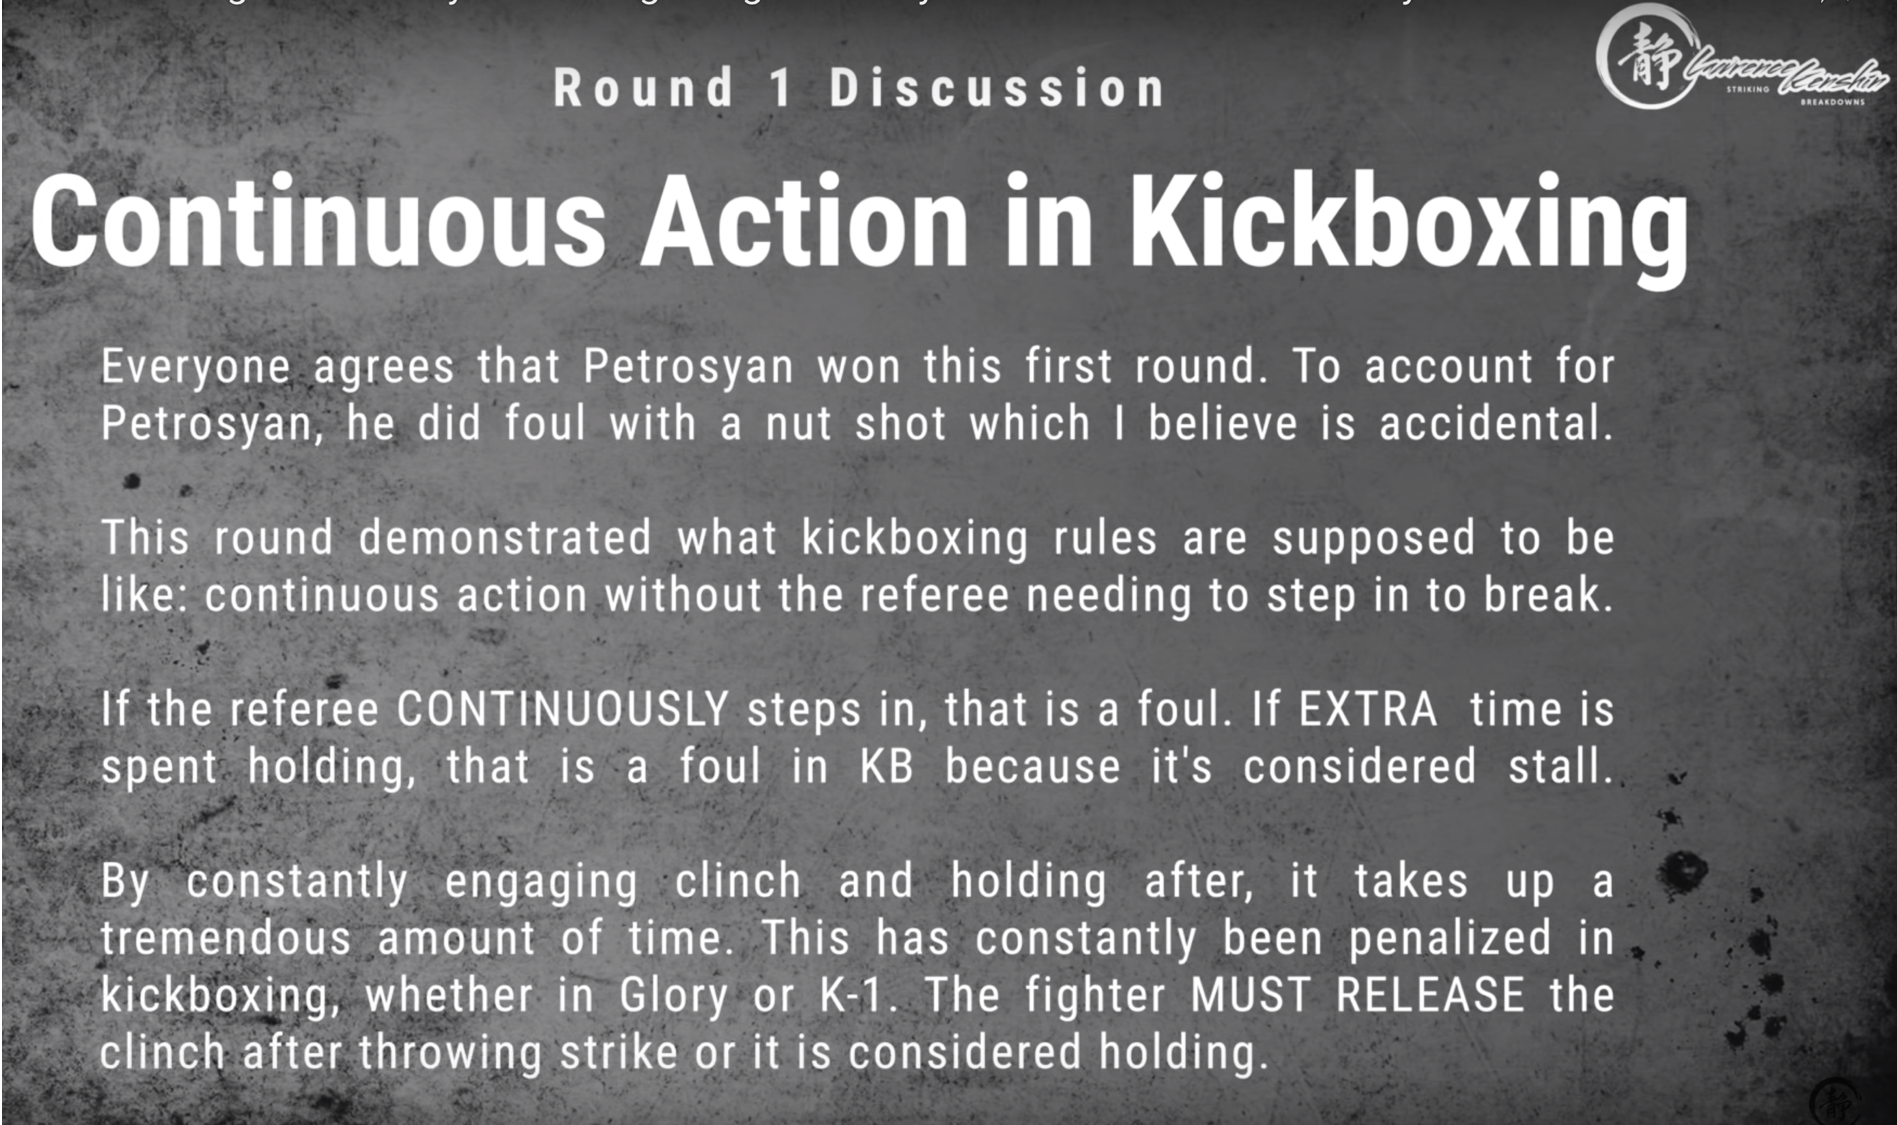 Round 1 Discussion
静
Lawrence Kenshin
STRIKING
BREAKDOWNS
Continuous Action in Kickboxing
Everyone agrees that Petrosyan won this first round. To account for
Petrosyan, he did foul with a nut shot which I believe is accidental.
This round demonstrated what kickboxing rules are supposed to be
like: continuous action without the referee needing to step in to break.
If the referee CONTINUOUSLY steps in, that is a foul. If EXTRA time is
spent holding, that is a foul in KB because it's considered stall.
By constantly engaging clinch and holding after, it takes up a
tremendous amount of time. This has constantly been penalized in
kickboxing, whether in Glory or K-1. The fighter MUST RELEASE the
clinch after throwing strike or it is considered holding.
静